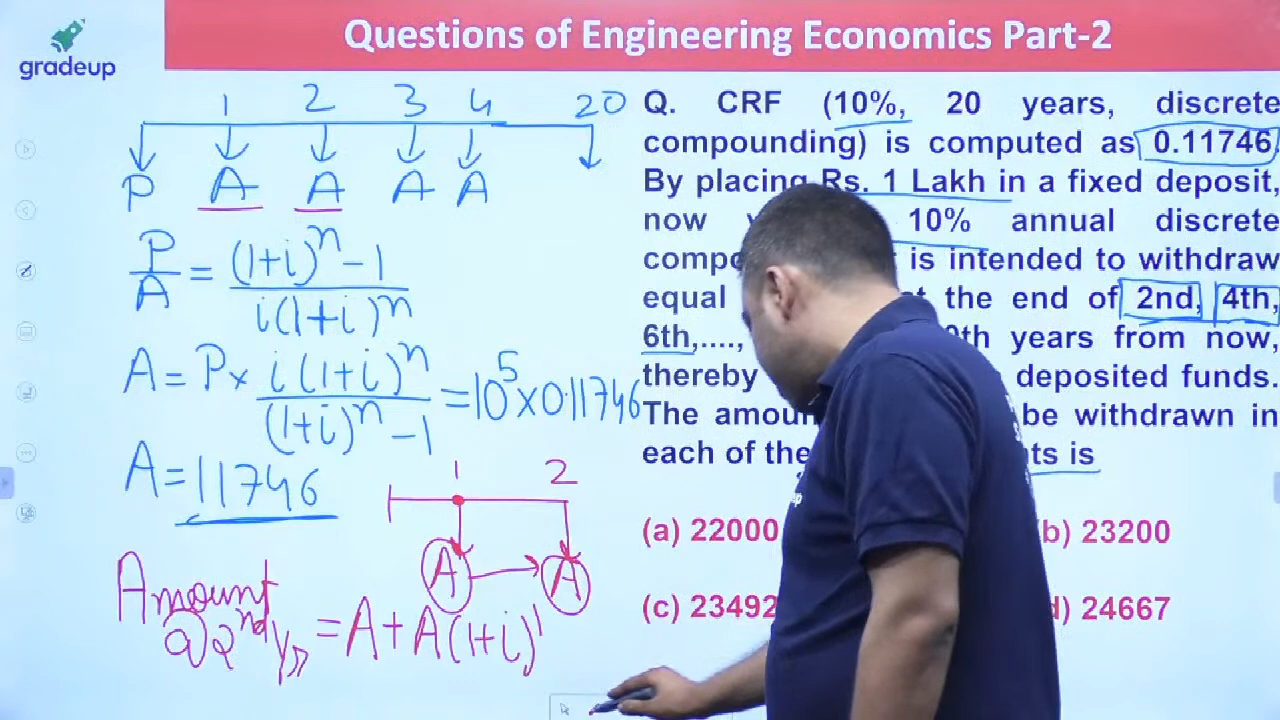 gradeup
Questions of Engineering Economics Part-2
1 2 3 4 20
P A A A A
P/A = (1+i)^n - 1 / i(1+i)^n
A = P × i(1+i)^n / (1+i)^n - 1 = 10^5 × 0.11746
A = 11746
1 2
A A
Amount
@ 2nd yr = A + A(1+i)^1
Q. CRF (10%, 20 years, discrete
compounding) is computed as 0.11746.
By placing Rs. 1 Lakh in a fixed deposit,
now 10% annual discrete
is intended to withdraw
equal the end of 2nd, 4th,
6th,...., years from now,
thereby deposited funds.
The be withdrawn in
each of the is
(a) 22000 (b) 23200
(c) 23492 (d) 24667